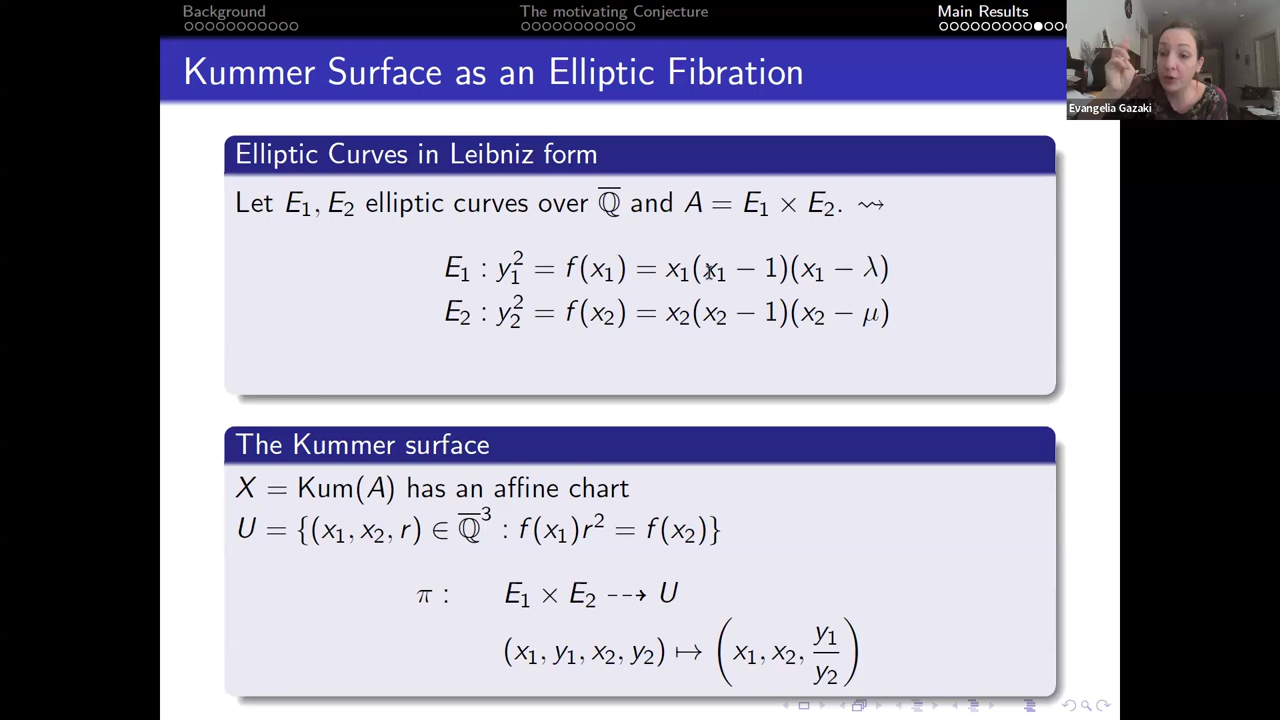 Background The motivating Conjecture Main Results
Evangelia Gazaki
Kummer Surface as an Elliptic Fibration
Elliptic Curves in Leibniz form
Let E₁, E₂ elliptic curves over Q̅ and A = E₁ × E₂. ⇝
E₁ : y₁² = f(x₁) = x₁(x₁ − 1)(x₁ − λ)
E₂ : y₂² = f(x₂) = x₂(x₂ − 1)(x₂ − μ)
The Kummer surface
X = Kum(A) has an affine chart
U = {(x₁, x₂, r) ∈ Q̅³ : f(x₁)r² = f(x₂)}
π : E₁ × E₂ ⇢ U
(x₁, y₁, x₂, y₂) ↦ (x₁, x₂, y₁/y₂)